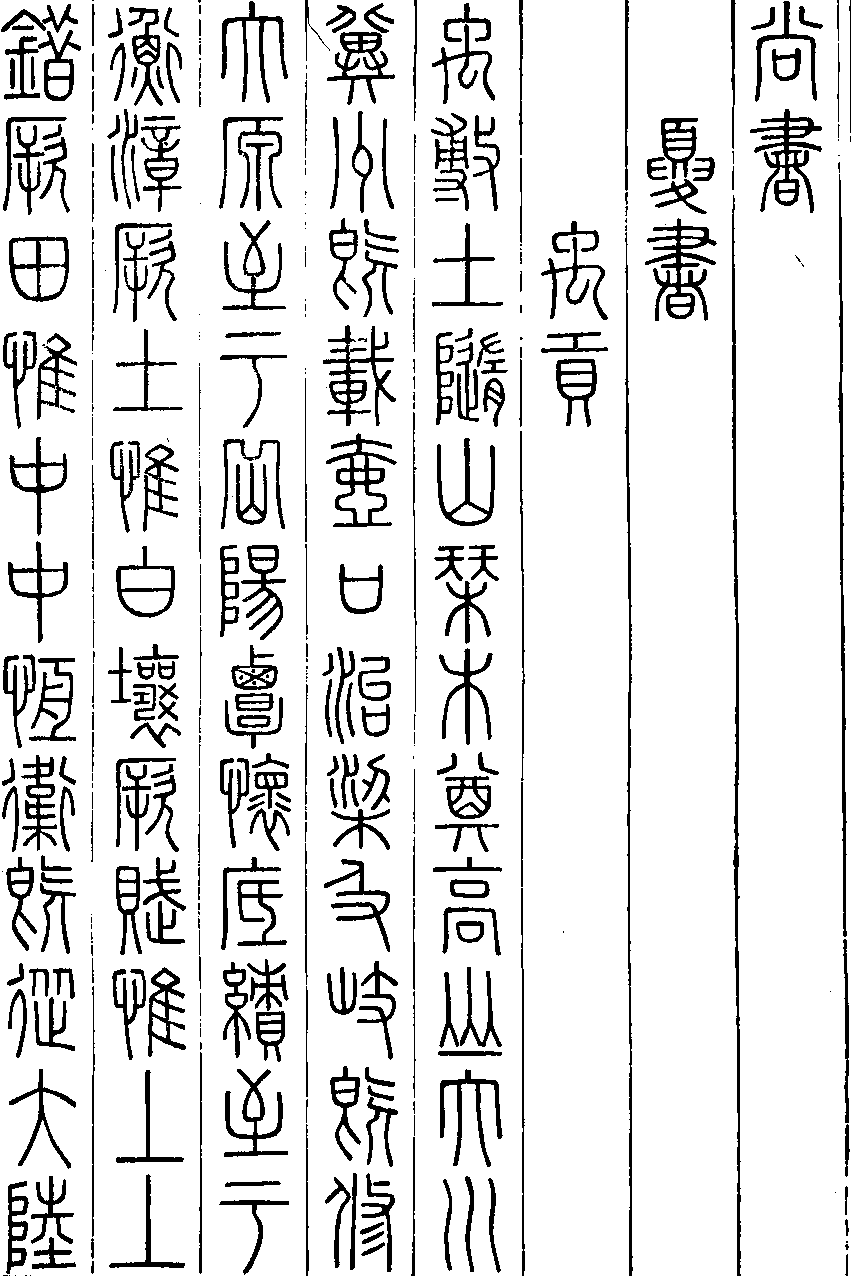 尚書
夏書
禹貢
禹敷土隨山栞木奠高山大川
冀州既載壺口治梁及岐既修
大原至于岳陽覃懷厎績至于
衡漳厥土惟白壤厥賦惟上上
錯厥田惟中中恆衛既從大陸